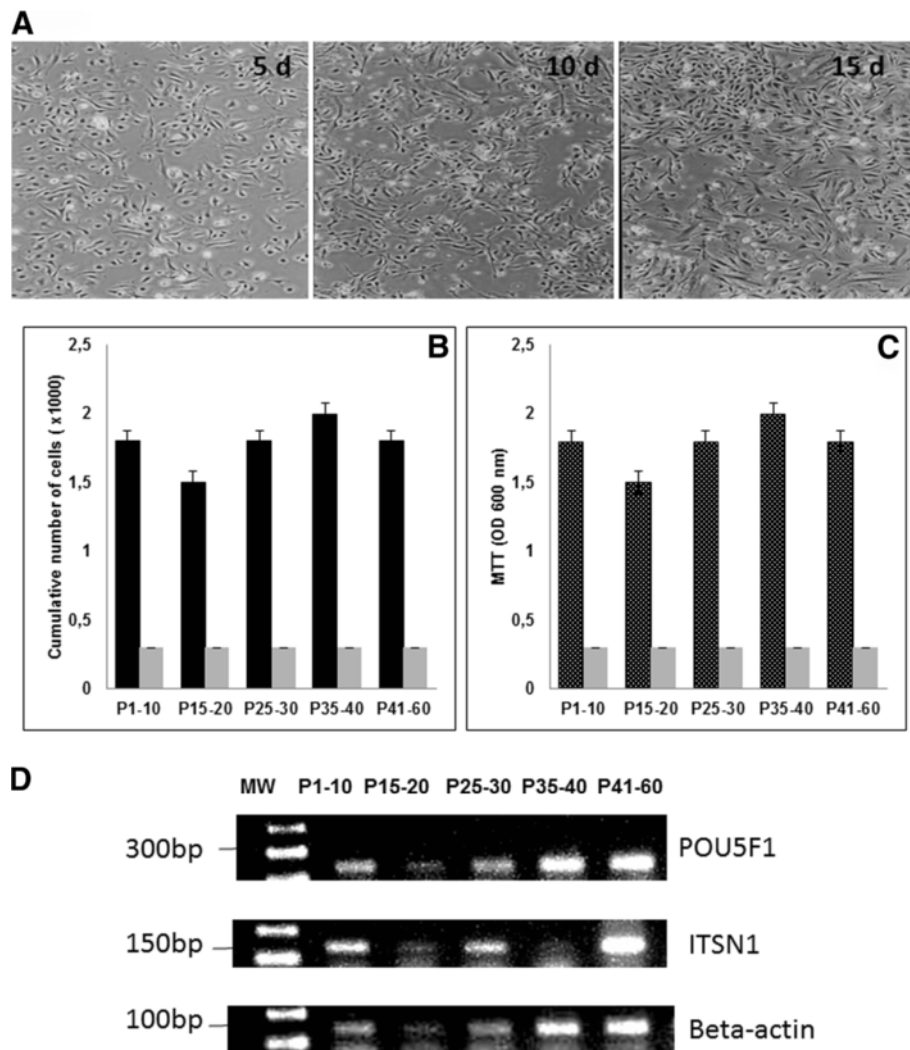 A
5 d
10 d
15 d
B
2,5
2
1,5
1
0,5
0
Cumulative number of cells ( x1000)
P1-10 P15-20 P25-30 P35-40 P41-60
C
2,5
2
1,5
1
0,5
0
MTT (OD 600 nm)
P1-10 P15-20 P25-30 P35-40 P41-60
D
MW P1-10 P15-20 P25-30 P35-40 P41-60
300bp POU5F1
150bp ITSN1
100bp Beta-actin